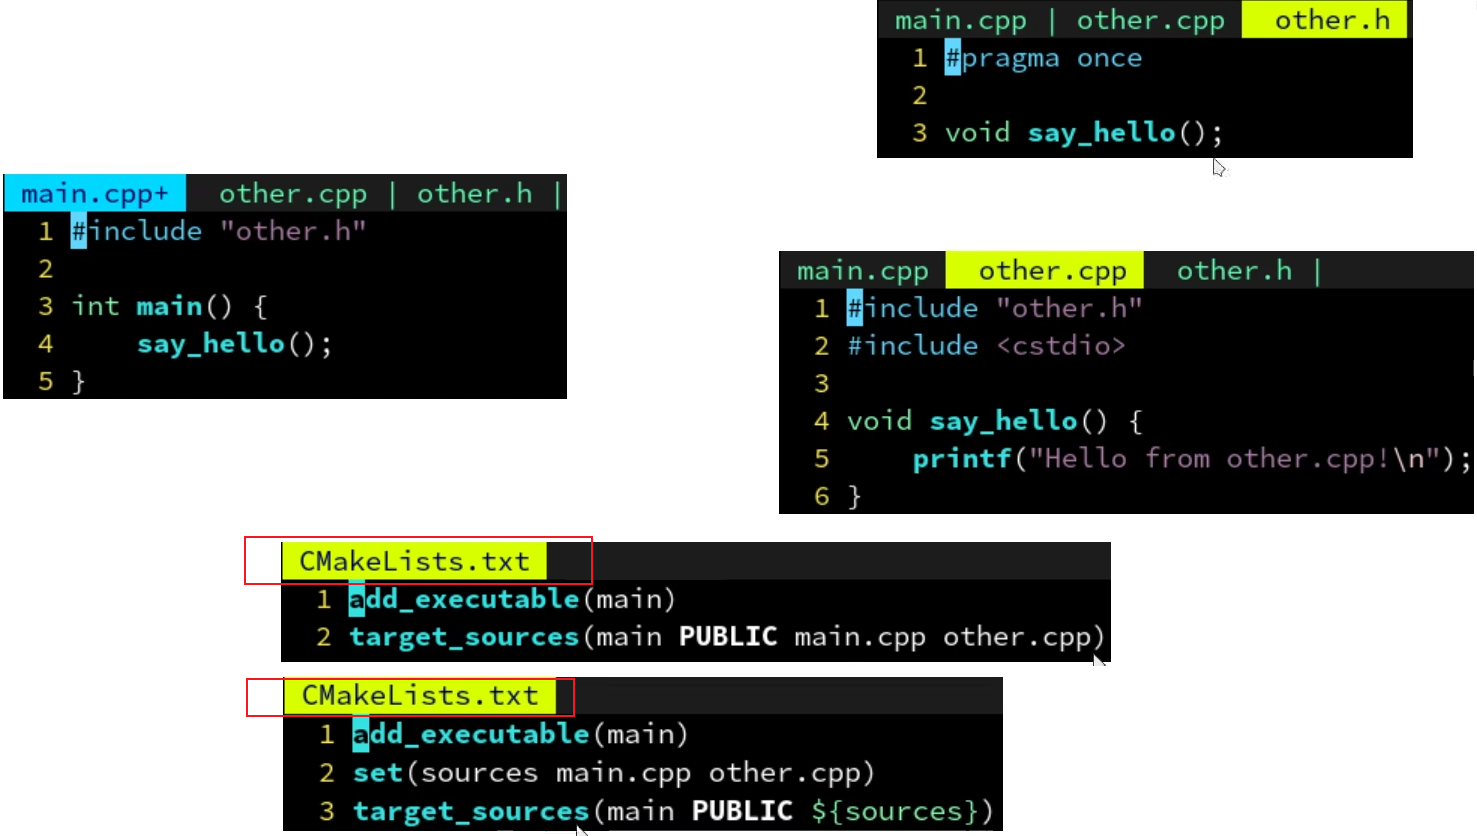 main.cpp | other.cpp other.h
1 #pragma once
2
3 void say_hello();
main.cpp+ other.cpp | other.h |
1 #include "other.h"
2
3 int main() {
4 say_hello();
5 }
main.cpp other.cpp other.h |
1 #include "other.h"
2 #include <cstdio>
3
4 void say_hello() {
5 printf("Hello from other.cpp!\n");
6 }
CMakeLists.txt
1 add_executable(main)
2 target_sources(main PUBLIC main.cpp other.cpp)
CMakeLists.txt
1 add_executable(main)
2 set(sources main.cpp other.cpp)
3 target_sources(main PUBLIC ${sources})